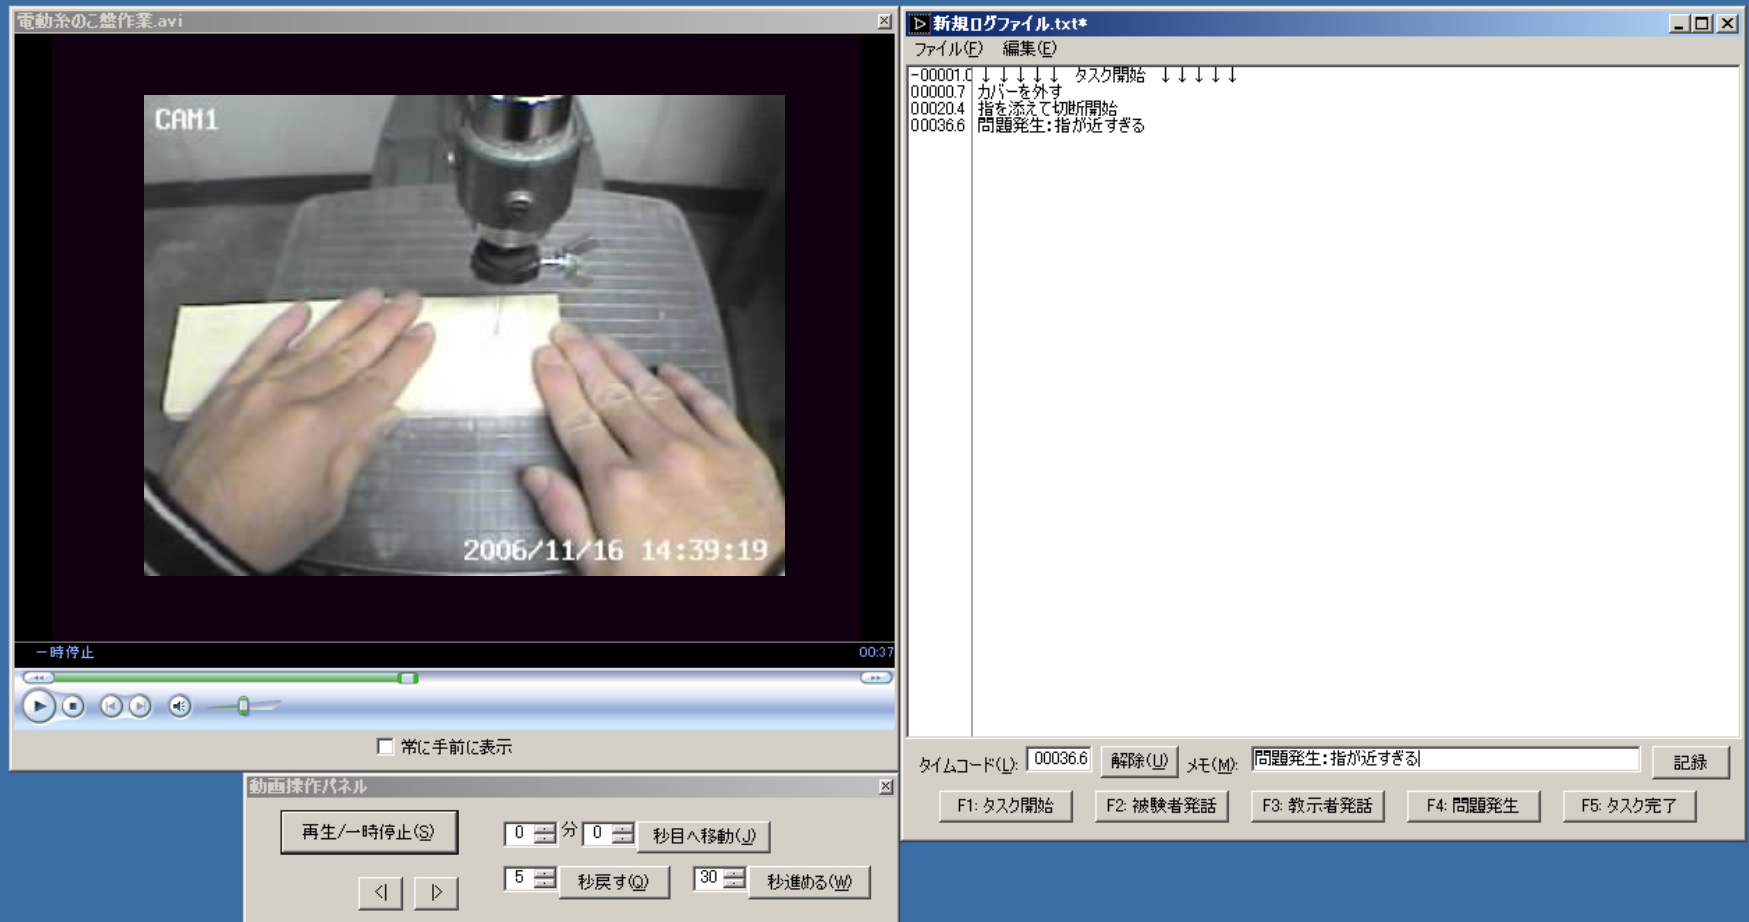 電動糸のこ盤作業.avi
CAM1
2006/11/16 14:39:19
一時停止
00:37
常に手前に表示
動画操作パネル
再生/一時停止(S)
0 分 0 秒目へ移動(J)
5 秒戻す(Q) 30 秒進める(W)
新規ログファイル.txt*
ファイル(F) 編集(E)
-00001.0 ↓↓↓↓↓ タスク開始 ↓↓↓↓↓
00000.7 カバーを外す
00020.4 指を添えて切断開始
00036.6 問題発生:指が近すぎる
タイムコード(L): 00036.6 解除(U) メモ(M): 問題発生:指が近すぎる 記録
F1: タスク開始 F2: 被験者発話 F3: 教示者発話 F4: 問題発生 F5: タスク完了